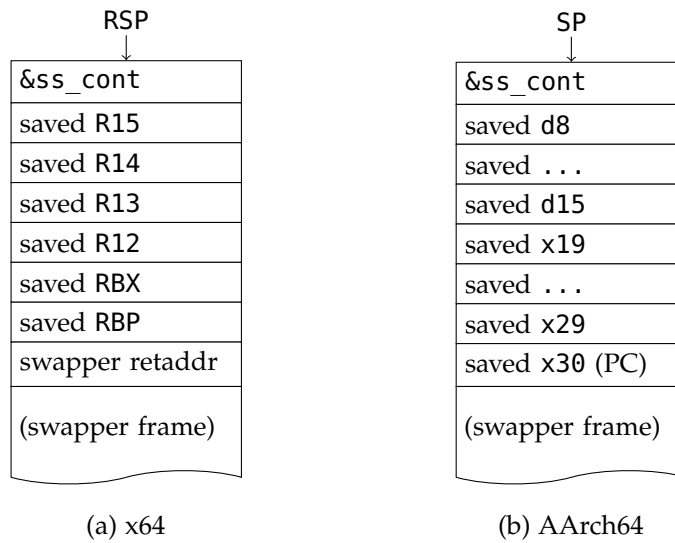 RSP
&ss_cont
saved R15
saved R14
saved R13
saved R12
saved RBX
saved RBP
swapper retaddr
(swapper frame)
(a) x64
SP
&ss_cont
saved d8
saved ...
saved d15
saved x19
saved ...
saved x29
saved x30 (PC)
(swapper frame)
(b) AArch64